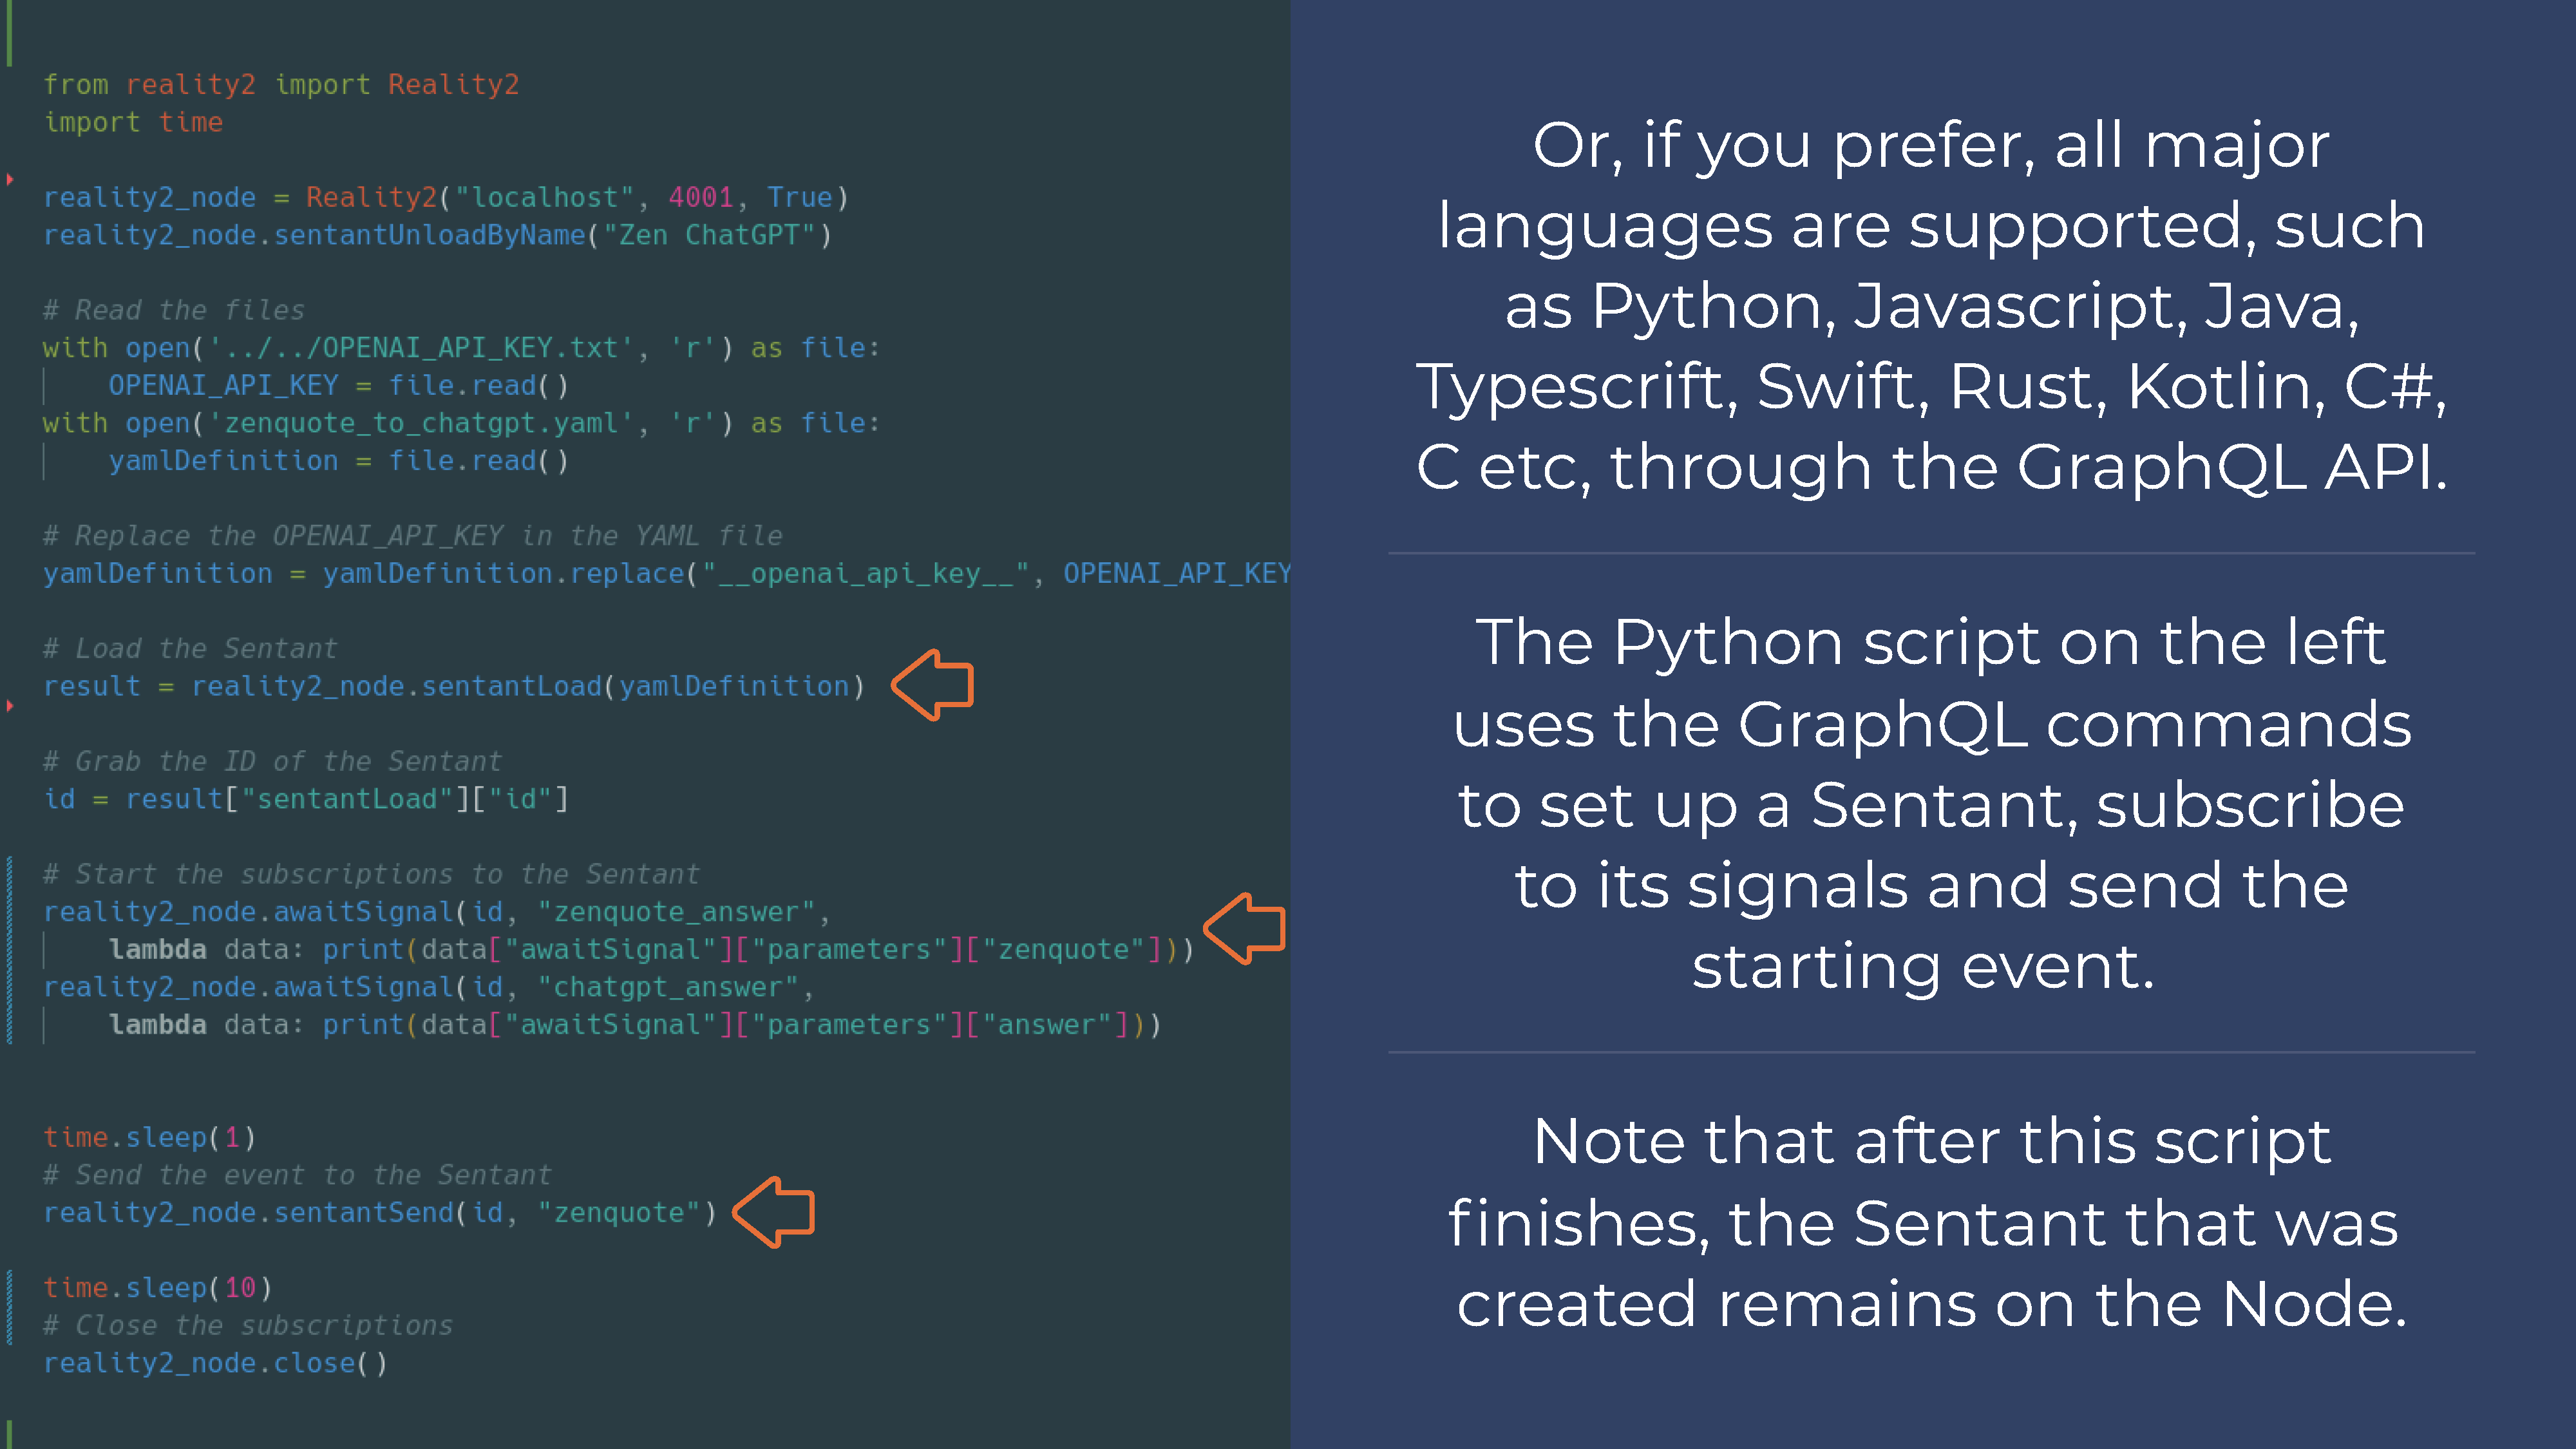 from reality2 import Reality2
import time
reality2_node = Reality2("localhost", 4001, True)
reality2_node.sentantUnloadByName("Zen ChatGPT")
# Read the files
with open('../../OPENAI_API_KEY.txt', 'r') as file:
    OPENAI_API_KEY = file.read()
with open('zenquote_to_chatgpt.yaml', 'r') as file:
    yamlDefinition = file.read()
# Replace the OPENAI_API_KEY in the YAML file
yamlDefinition = yamlDefinition.replace("__openai_api_key__", OPENAI_API_KEY
# Load the Sentant
result = reality2_node.sentantLoad(yamlDefinition)
# Grab the ID of the Sentant
id = result["sentantLoad"]["id"]
# Start the subscriptions to the Sentant
reality2_node.awaitSignal(id, "zenquote_answer",
    lambda data: print(data["awaitSignal"]["parameters"]["zenquote"]))
reality2_node.awaitSignal(id, "chatgpt_answer",
    lambda data: print(data["awaitSignal"]["parameters"]["answer"]))
time.sleep(1)
# Send the event to the Sentant
reality2_node.sentantSend(id, "zenquote")
time.sleep(10)
# Close the subscriptions
reality2_node.close()
Or, if you prefer, all major
languages are supported, such
as Python, Javascript, Java,
Typescrift, Swift, Rust, Kotlin, C#,
C etc, through the GraphQL API.
The Python script on the left
uses the GraphQL commands
to set up a Sentant, subscribe
to its signals and send the
starting event.
Note that after this script
finishes, the Sentant that was
created remains on the Node.